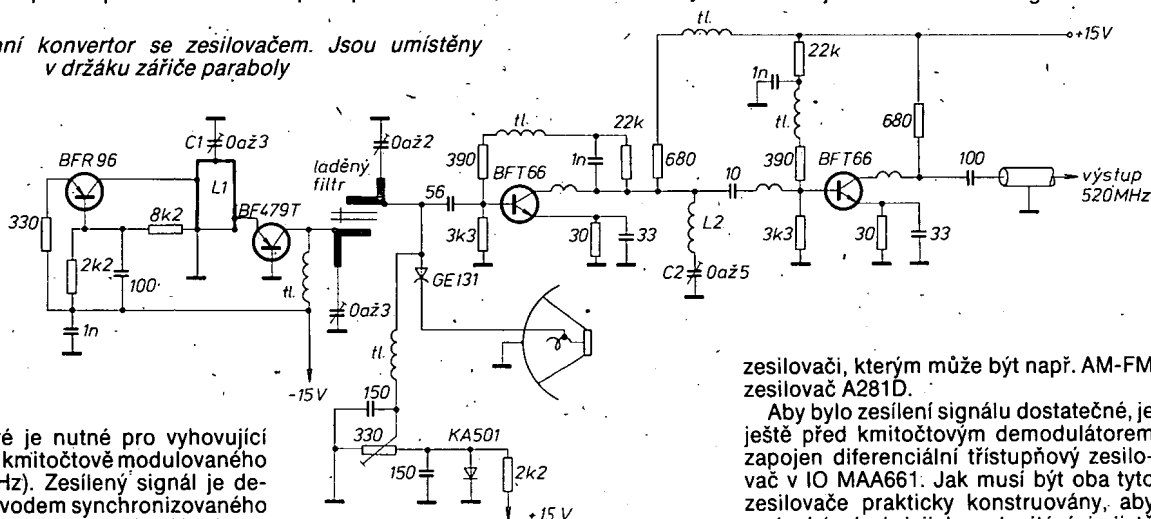 nní konvertor se zesilovačem. Jsou umístěny
v držáku zářiče paraboly
tl.
+15V
22k
1n
tl.
680
390
BFT66
100
výstup
520MHz
3k3
30
33
tl.
22k
390
1n
680
56
BFT66
10
3k3
30
33
L2
C2
0až5
C1
0až3
0až2
BFR 96
L1
laděný
filtr
330
8k2
BF479T
2k2
100
tl.
0až3
1n
-15V
GE131
tl.
150
330
KA501
150
2k2
+15V
é je nutné pro vyhovující
kmitočtově modulovaného
Hz). Zesílený signál je de-
vodem synchronizovaného
zesilovači, kterým může být např. AM-FM
zesilovač A281D.
Aby bylo zesílení signálu dostatečné, je
ještě před kmitočtovým demodulátorem
zapojen diferenciální třístupňový zesilo-
vač v IO MAA661. Jak musí být oba tyto
zesilovače prakticky konstruovány, aby